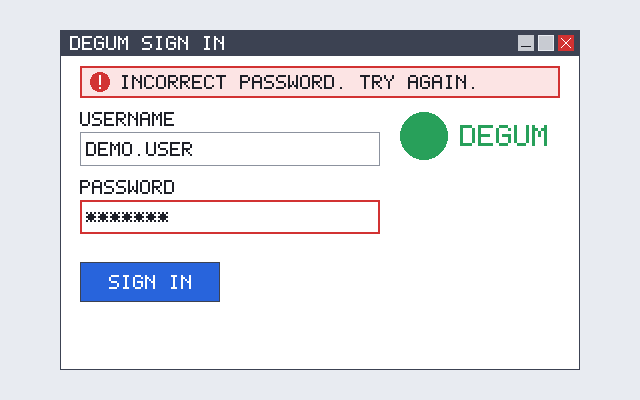 DEGUM SIGN IN
! INCORRECT PASSWORD. TRY AGAIN.
USERNAME
DEGUM
DEMO.USER
PASSWORD
*******
SIGN IN